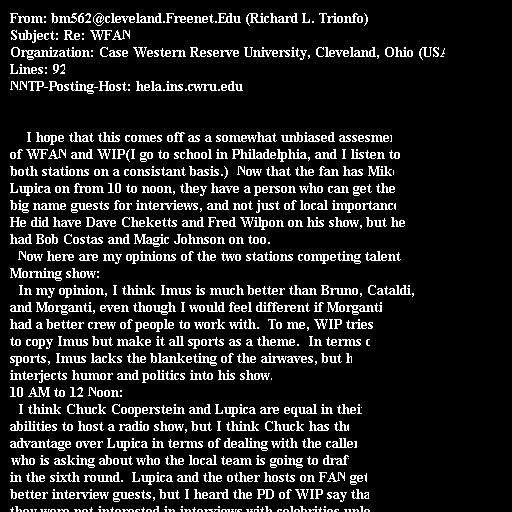 From: bm562@cleveland.Freenet.Edu (Richard L. Trionfo)
Subject: Re: WFAN
Organization: Case Western Reserve University, Cleveland, Ohio (USA
Lines: 92
NNTP-Posting-Host: hela.ins.cwru.edu
I hope that this comes off as a somewhat unbiased assesmen
of WFAN and WIP(I go to school in Philadelphia, and I listen to
both stations on a consistant basis.)  Now that the fan has Mike
Lupica on from 10 to noon, they have a person who can get the
big name guests for interviews, and not just of local importanc
He did have Dave Cheketts and Fred Wilpon on his show, but he
had Bob Costas and Magic Johnson on too.
Now here are my opinions of the two stations competing talent
Morning show:
In my opinion, I think Imus is much better than Bruno, Cataldi,
and Morganti, even though I would feel different if Morganti
had a better crew of people to work with.  To me, WIP tries
to copy Imus but make it all sports as a theme.  In terms o
sports, Imus lacks the blanketing of the airwaves, but h
interjects humor and politics into his show.
10 AM to 12 Noon:
I think Chuck Cooperstein and Lupica are equal in thei
abilities to host a radio show, but I think Chuck has the
advantage over Lupica in terms of dealing with the caller
who is asking about who the local team is going to draf
in the sixth round.  Lupica and the other hosts on FAN get
better interview guests, but I heard the PD of WIP say tha
they were not interested in interviews with celebrities unle